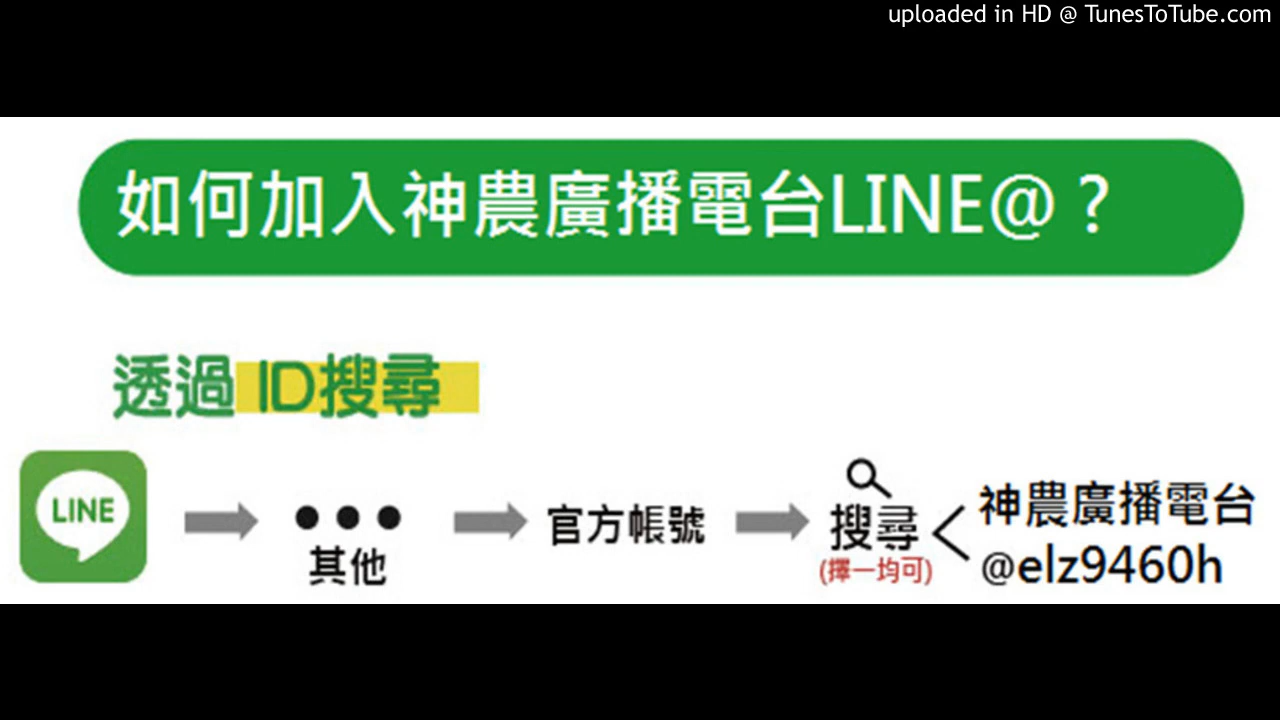 uploaded in HD @ TunesToTube.com
如何加入神農廣播電台LINE@？
透過 ID搜尋
LINE
其他
官方帳號
搜尋
(擇一均可)
神農廣播電台
@elz9460h